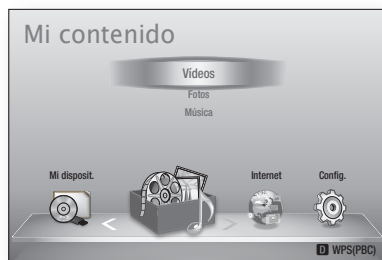 Mi contenido
Vídeos
Fotos
Música
Mi disposit.
Internet
Config.
D WPS(PBC)